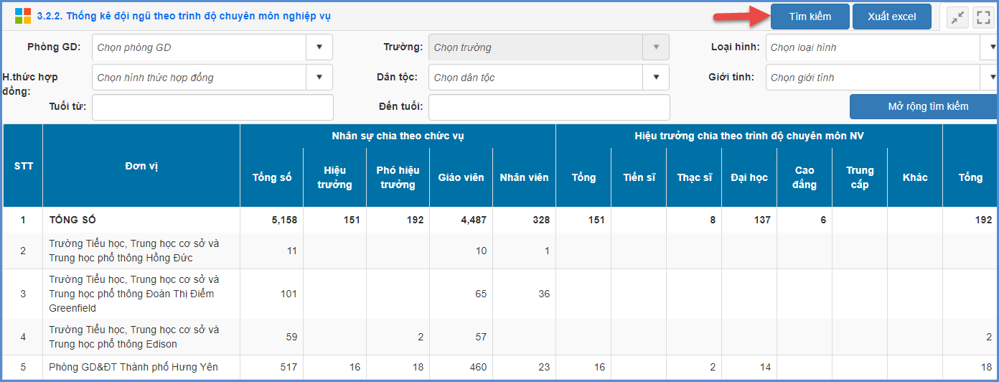 3.2.2. Thống kê đội ngũ theo trình độ chuyên môn nghiệp vụ Tìm kiếm Xuất excel
Phòng GD: Chọn phòng GD Trường: Chọn trường Loại hình: Chọn loại hình
H.thức hợp đồng: Chọn hình thức hợp đồng Dân tộc: Chọn dân tộc Giới tính: Chọn giới tính
Tuổi từ: Đến tuổi: Mở rộng tìm kiếm
STT Đơn vị Nhân sự chia theo chức vụ Hiệu trưởng chia theo trình độ chuyên môn NV
Tổng số Hiệu trưởng Phó hiệu trưởng Giáo viên Nhân viên Tổng Tiến sĩ Thạc sĩ Đại học Cao đẳng Trung cấp Khác Tổng
1 TỔNG SỐ 5,158 151 192 4,487 328 151 8 137 6 192
2 Trường Tiểu học, Trung học cơ sở và
Trung học phổ thông Hồng Đức 11 10 1
3 Trường Tiểu học, Trung học cơ sở và
Trung học phổ thông Đoàn Thị Điểm
Greenfield 101 65 36
4 Trường Tiểu học, Trung học cơ sở và
Trung học phổ thông Edison 59 2 57 2
5 Phòng GD&ĐT Thành phố Hưng Yên 517 16 18 460 23 16 2 14 18